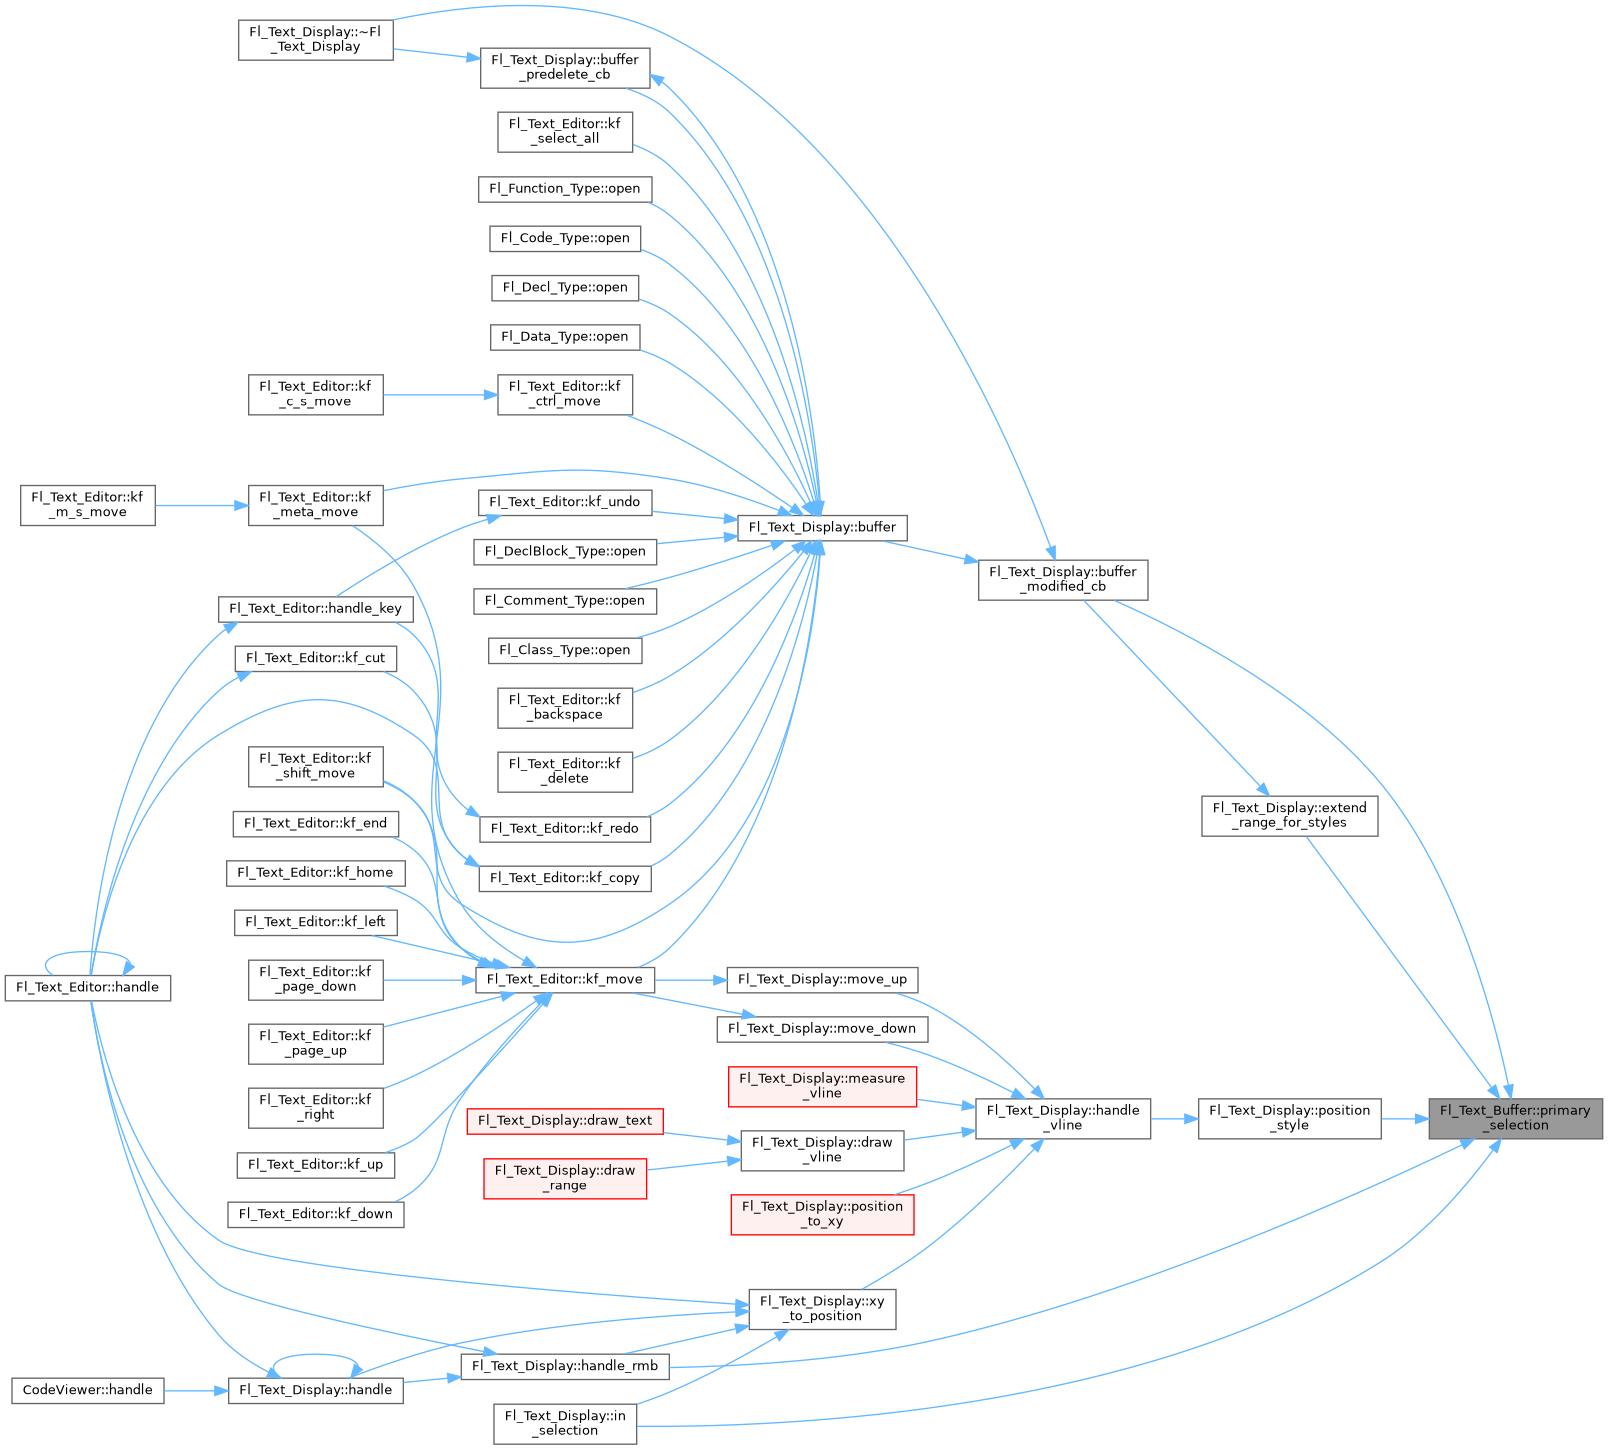 Fl_Text_Display::~Fl
_Text_Display
Fl_Text_Display::buffer
_predelete_cb
Fl_Text_Editor::kf
_select_all
Fl_Function_Type::open
Fl_Code_Type::open
Fl_Decl_Type::open
Fl_Data_Type::open
Fl_Text_Editor::kf
_c_s_move
Fl_Text_Editor::kf
_ctrl_move
Fl_Text_Editor::kf
_m_s_move
Fl_Text_Editor::kf
_meta_move
Fl_Text_Editor::kf_undo
Fl_Text_Display::buffer
Fl_DeclBlock_Type::open
Fl_Text_Display::buffer
_modified_cb
Fl_Comment_Type::open
Fl_Text_Editor::handle_key
Fl_Class_Type::open
Fl_Text_Editor::kf_cut
Fl_Text_Editor::kf
_backspace
Fl_Text_Editor::kf
_shift_move
Fl_Text_Editor::kf
_delete
Fl_Text_Display::extend
_range_for_styles
Fl_Text_Editor::kf_end
Fl_Text_Editor::kf_redo
Fl_Text_Editor::kf_home
Fl_Text_Editor::kf_copy
Fl_Text_Editor::kf_left
Fl_Text_Editor::handle
Fl_Text_Editor::kf
_page_down
Fl_Text_Editor::kf_move
Fl_Text_Display::move_up
Fl_Text_Editor::kf
_page_up
Fl_Text_Display::move_down
Fl_Text_Display::measure
_vline
Fl_Text_Editor::kf
_right
Fl_Text_Display::draw_text
Fl_Text_Display::handle
_vline
Fl_Text_Display::position
_style
Fl_Text_Buffer::primary
_selection
Fl_Text_Display::draw
_vline
Fl_Text_Editor::kf_up
Fl_Text_Display::draw
_range
Fl_Text_Editor::kf_down
Fl_Text_Display::position
_to_xy
Fl_Text_Display::xy
_to_position
Fl_Text_Display::handle_rmb
CodeViewer::handle
Fl_Text_Display::handle
Fl_Text_Display::in
_selection